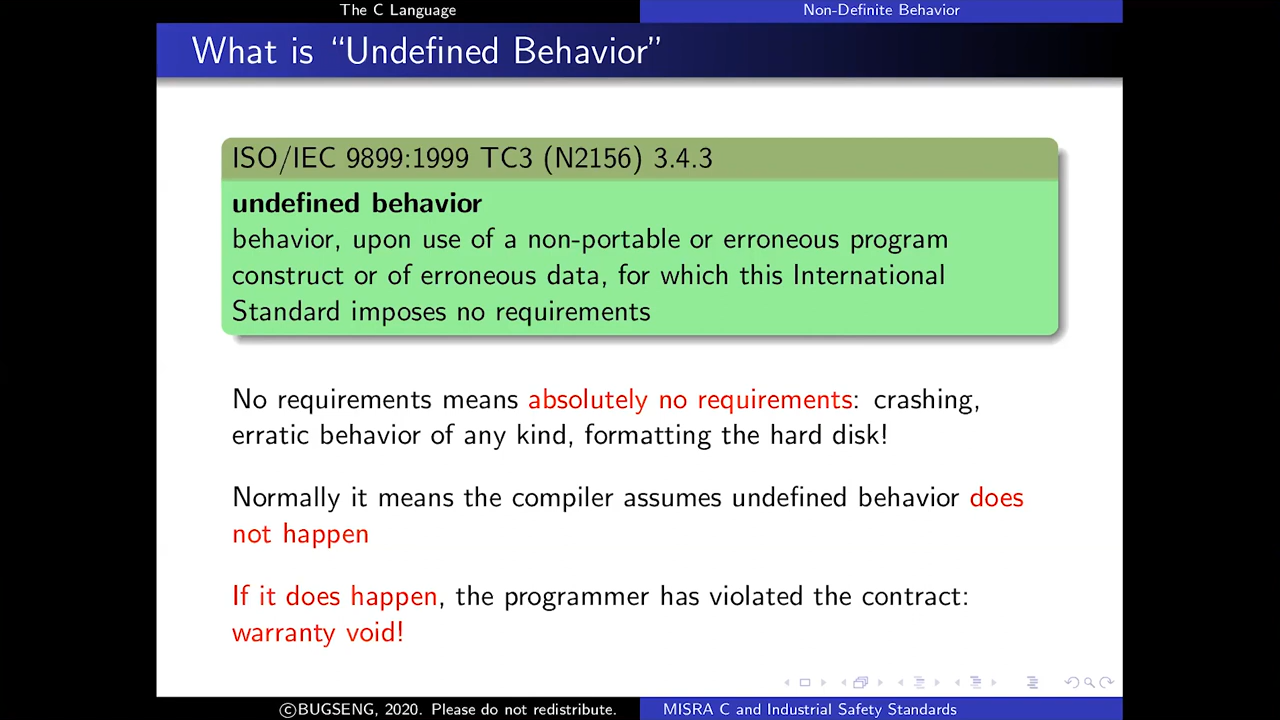 The C Language
Non-Definite Behavior
What is “Undefined Behavior”
ISO/IEC 9899:1999 TC3 (N2156) 3.4.3
undefined behavior
behavior, upon use of a non-portable or erroneous program
construct or of erroneous data, for which this International
Standard imposes no requirements
No requirements means absolutely no requirements: crashing,
erratic behavior of any kind, formatting the hard disk!
Normally it means the compiler assumes undefined behavior does
not happen
If it does happen, the programmer has violated the contract:
warranty void!
©BUGSENG, 2020. Please do not redistribute.
MISRA C and Industrial Safety Standards